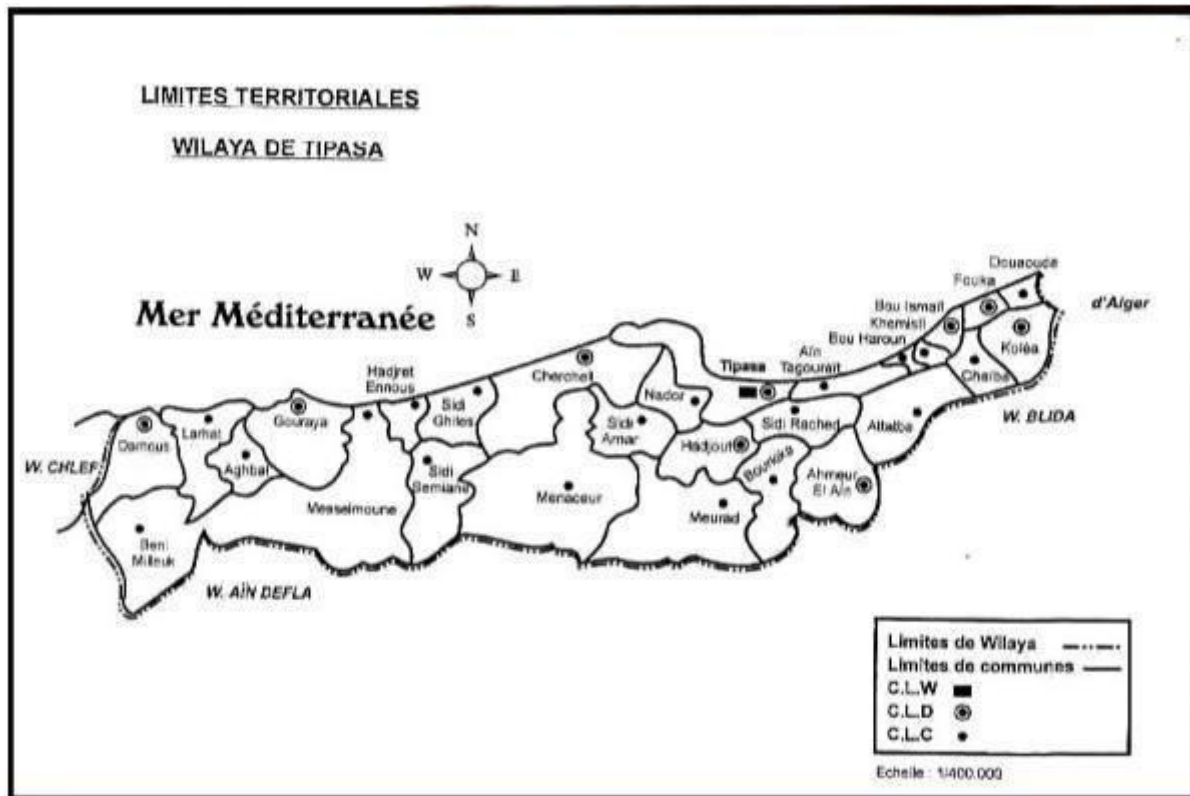 LIMITES TERRITORIALES
WILAYA DE TIPASA
N
W
E
S
Mer Méditerranée
d'Alger
Douaouda
Fouka
Bou Ismail
Khemisti
Bou Haroun
Koléa
Chaiba
Aïn
Tagourait
Tipasa
Cherchell
Nador
Hadjret
Ennous
Sidi
Ghiles
Gouraya
Lamat
Damous
Sidi
Amar
Hadjout
Sidi Rached
Attatba
W. BLIDA
W. CHLEF
Aghbal
Messelmoune
Sidi
Semiane
Menaceur
Meurad
Bourkika
Ahmeur
El Aïn
Beni
Milleuk
W. AÏN DEFLA
Limites de Wilaya
Limites de communes
C.L.W
C.L.D
C.L.C
Echelle : 1/400.000